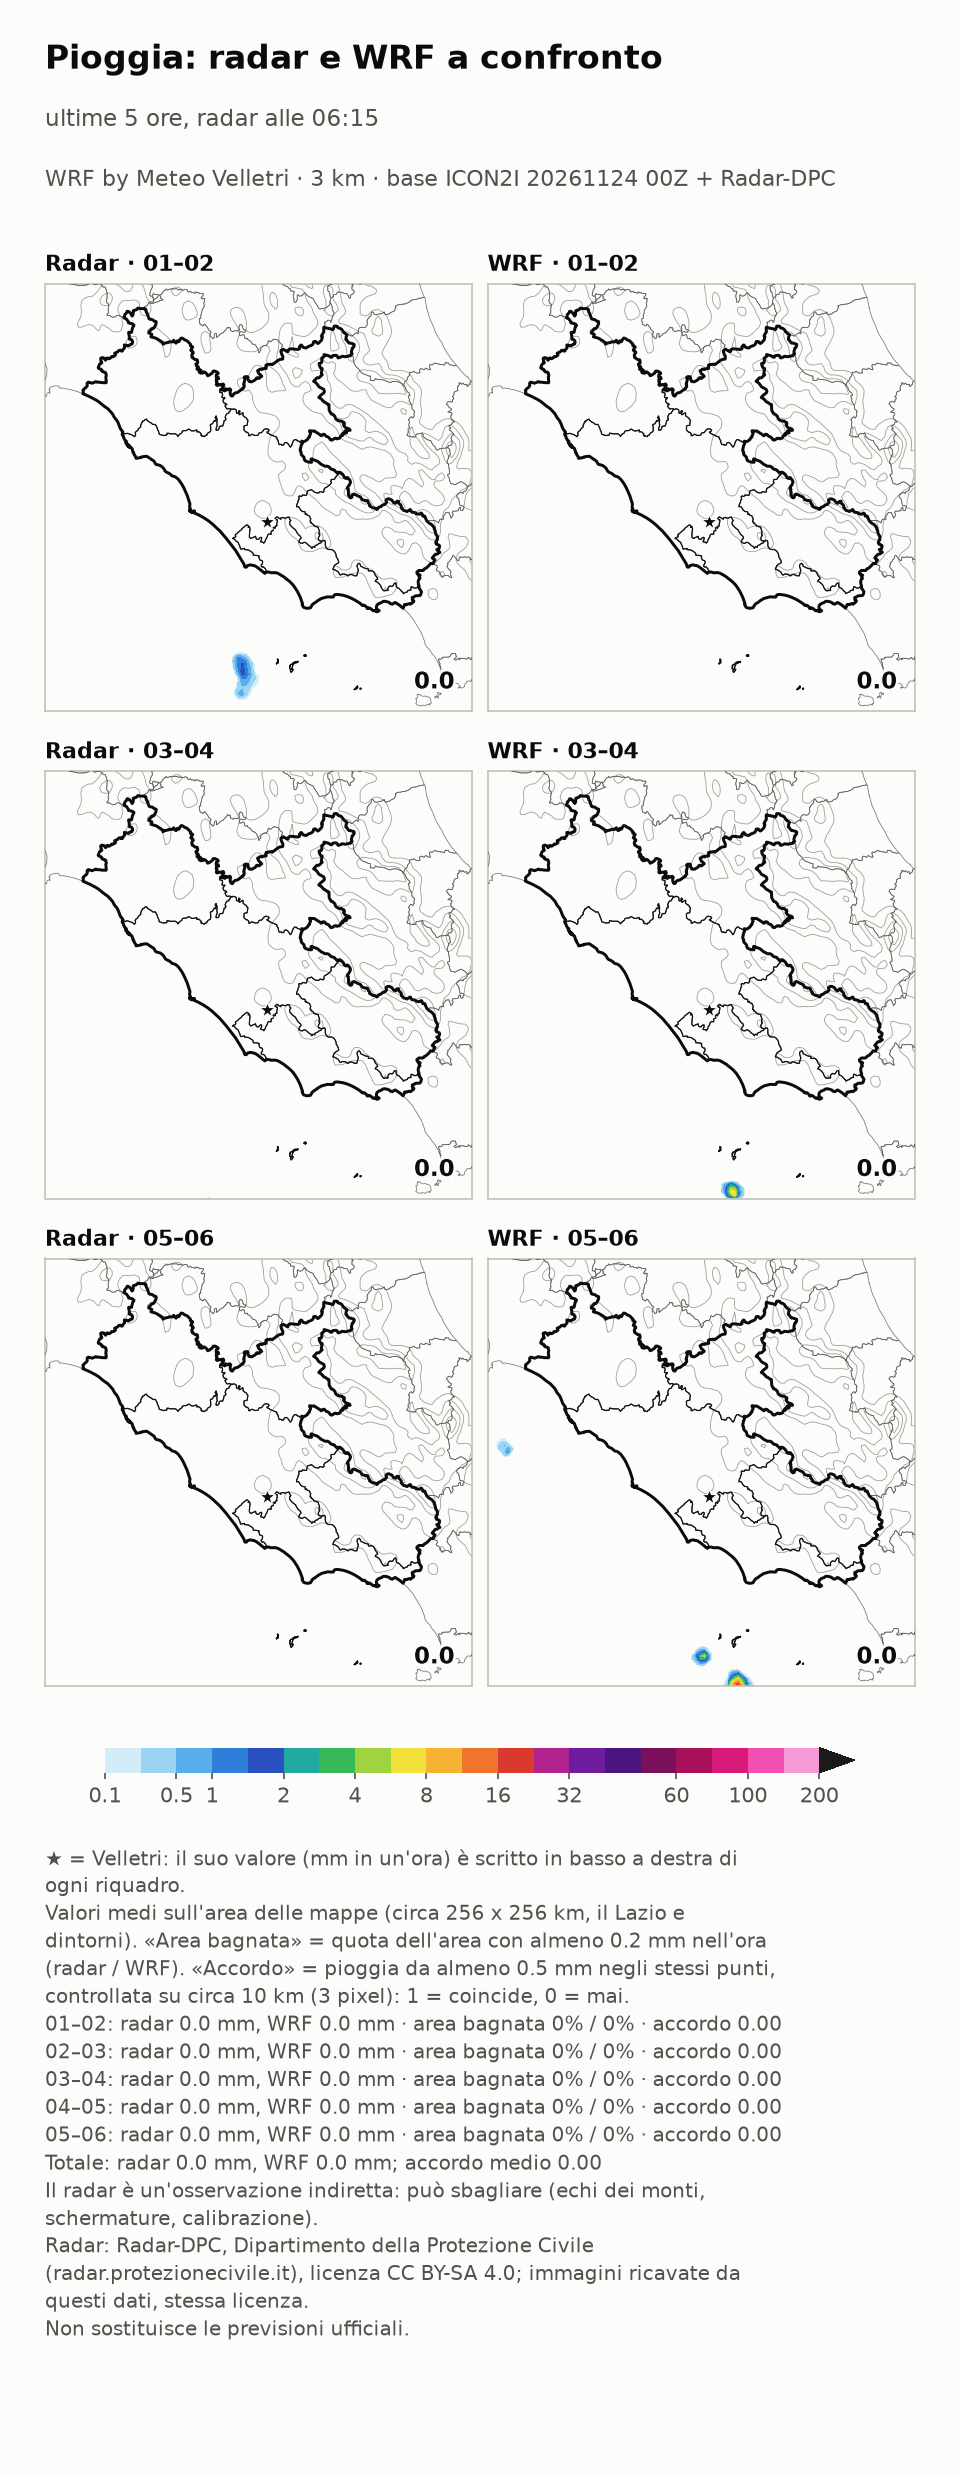 Pioggia: radar e WRF a confronto
ultime 5 ore, radar alle 06:15
WRF by Meteo Velletri · 3 km · base ICON2I 20261124 00Z + Radar-DPC
Radar · 01–02
WRF · 01–02
0.0
0.0
Radar · 03–04
WRF · 03–04
0.0
0.0
Radar · 05–06
WRF · 05–06
0.0
0.0
0.1 0.5 1 2 4 8 16 32 60 100 200
★ = Velletri: il suo valore (mm in un'ora) è scritto in basso a destra di
ogni riquadro.
Valori medi sull'area delle mappe (circa 256 x 256 km, il Lazio e
dintorni). «Area bagnata» = quota dell'area con almeno 0.2 mm nell'ora
(radar / WRF). «Accordo» = pioggia da almeno 0.5 mm negli stessi punti,
controllata su circa 10 km (3 pixel): 1 = coincide, 0 = mai.
01–02: radar 0.0 mm, WRF 0.0 mm · area bagnata 0% / 0% · accordo 0.00
02–03: radar 0.0 mm, WRF 0.0 mm · area bagnata 0% / 0% · accordo 0.00
03–04: radar 0.0 mm, WRF 0.0 mm · area bagnata 0% / 0% · accordo 0.00
04–05: radar 0.0 mm, WRF 0.0 mm · area bagnata 0% / 0% · accordo 0.00
05–06: radar 0.0 mm, WRF 0.0 mm · area bagnata 0% / 0% · accordo 0.00
Totale: radar 0.0 mm, WRF 0.0 mm; accordo medio 0.00
Il radar è un'osservazione indiretta: può sbagliare (echi dei monti,
schermature, calibrazione).
Radar: Radar-DPC, Dipartimento della Protezione Civile
(radar.protezionecivile.it), licenza CC BY-SA 4.0; immagini ricavate da
questi dati, stessa licenza.
Non sostituisce le previsioni ufficiali.